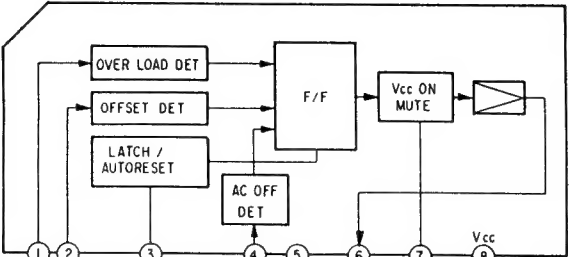 OVER LOAD DET
OFFSET DET
F/F
Vcc ON
MUTE
LATCH /
AUTORESET
AC OFF
DET
Vcc
1 2 3 4 5 6 7 8